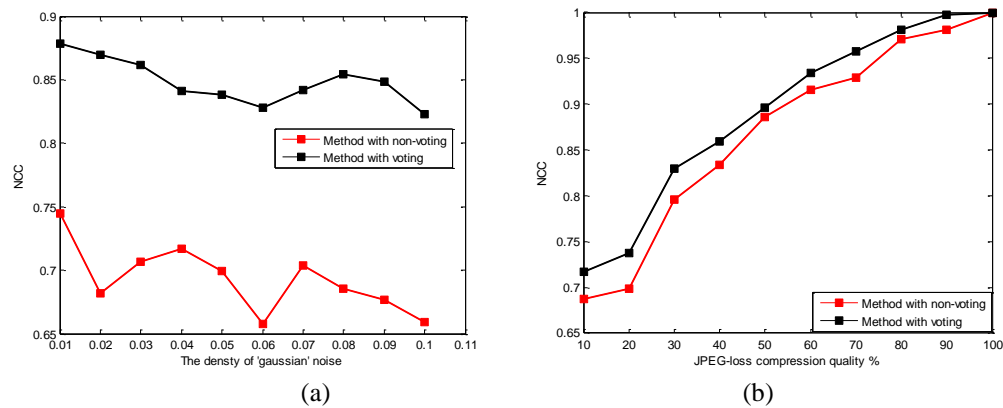 0.9
0.85
0.8
0.75
0.7
0.65
NCC
Method with non-voting
Method with voting
0.01 0.02 0.03 0.04 0.05 0.06 0.07 0.08 0.09 0.1 0.11
The densty of 'gaussian' noise
(a)
1
0.95
0.9
0.85
0.8
0.75
0.7
0.65
NCC
Method with non-voting
Method with voting
10 20 30 40 50 60 70 80 90 100
JPEG-loss compression quality %
(b)